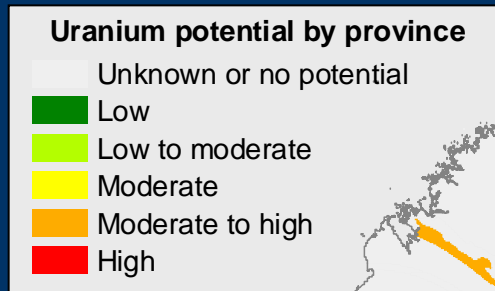 Uranium potential by province
Unknown or no potential
Low
Low to moderate
Moderate
Moderate to high
High